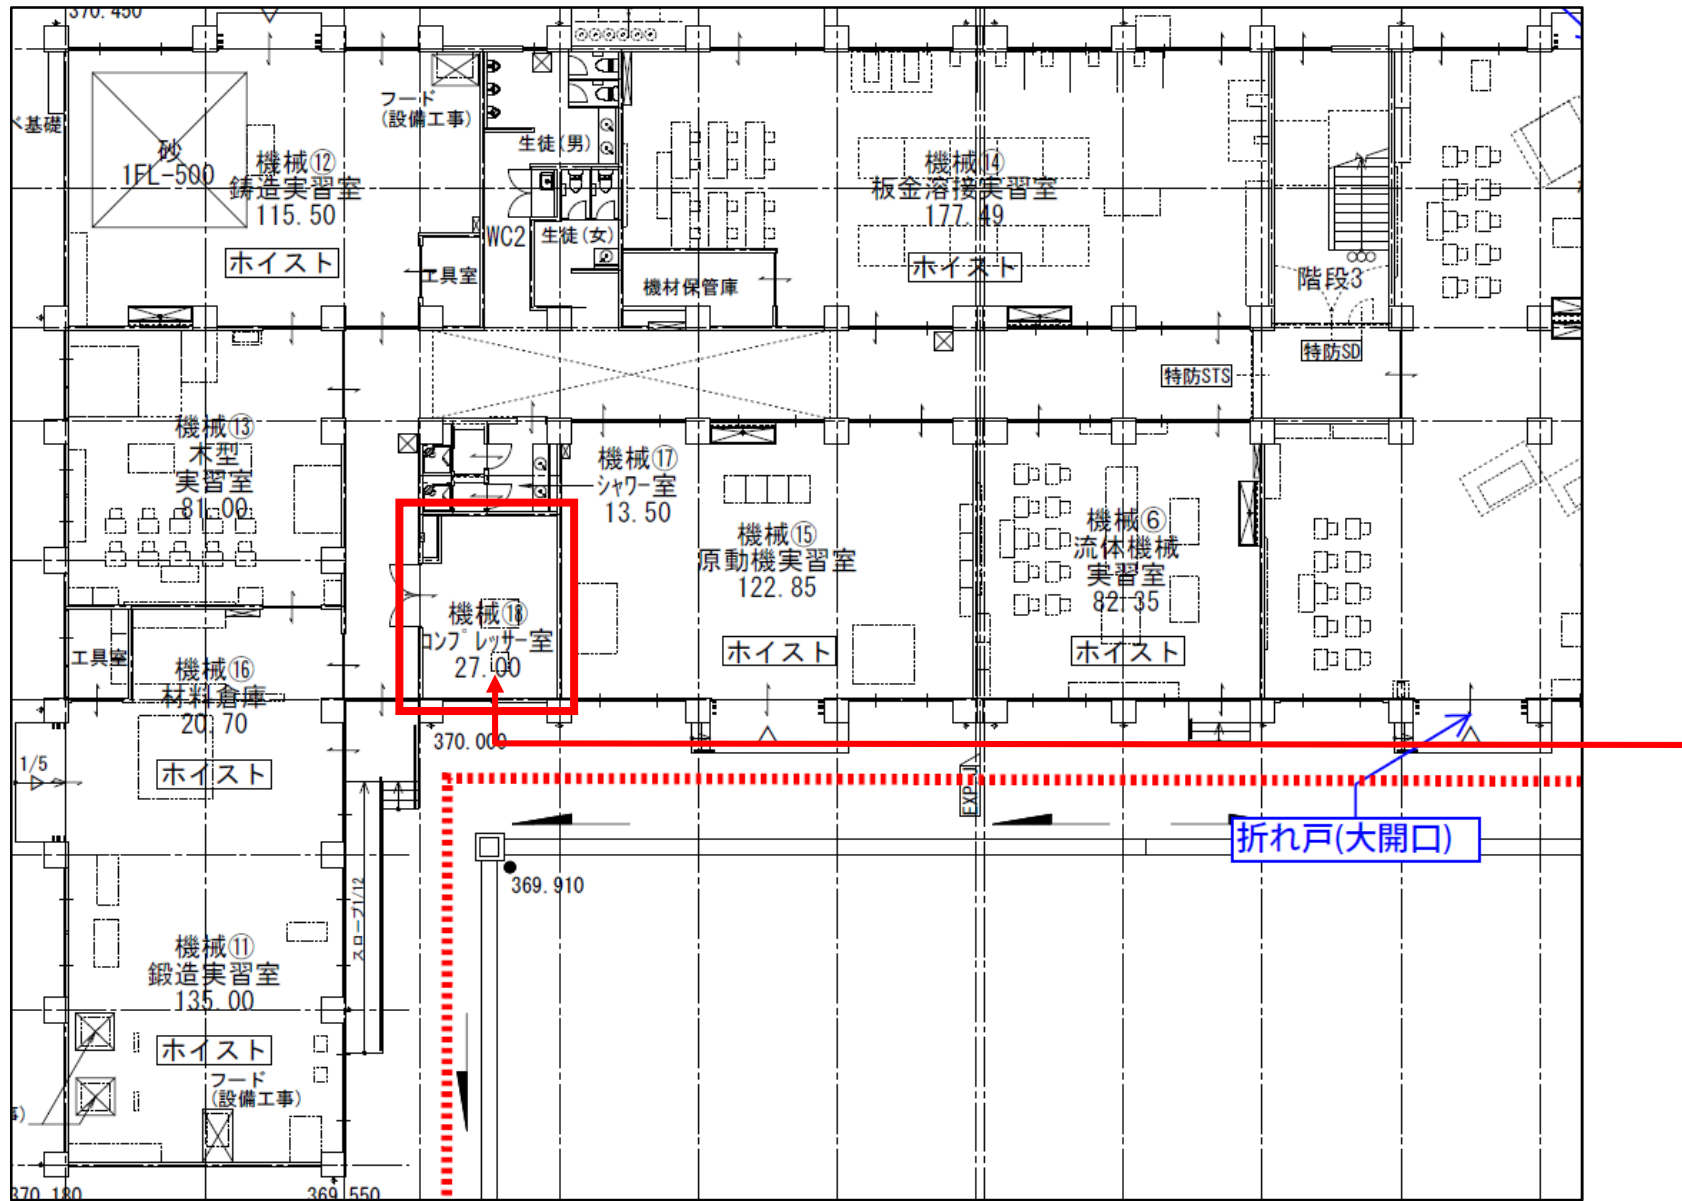 370.450
フード
(設備工事)
ベ基礎
砂
1FL-500
機械⑫
鋳造実習室
115.50
ホイスト
生徒(男)
WC2
生徒(女)
工具室
機材保管庫
機械⑭
板金溶接実習室
177.49
ホイスト
階段3
特防SD
特防STS
機械⑬
木型
実習室
81.00
機械⑰
シャワー室
13.50
機械⑮
原動機実習室
122.85
ホイスト
機械⑥
流体機械
実習室
82.35
ホイスト
機械⑱
コンプレッサー室
27.00
工具室
機械⑯
材料倉庫
20.70
ホイスト
370.000
1/5
EXP.J
折れ戸(大開口)
369.910
スロープ1/12
機械⑪
鍛造実習室
135.00
ホイスト
フード
(設備工事)
370.180
369.550